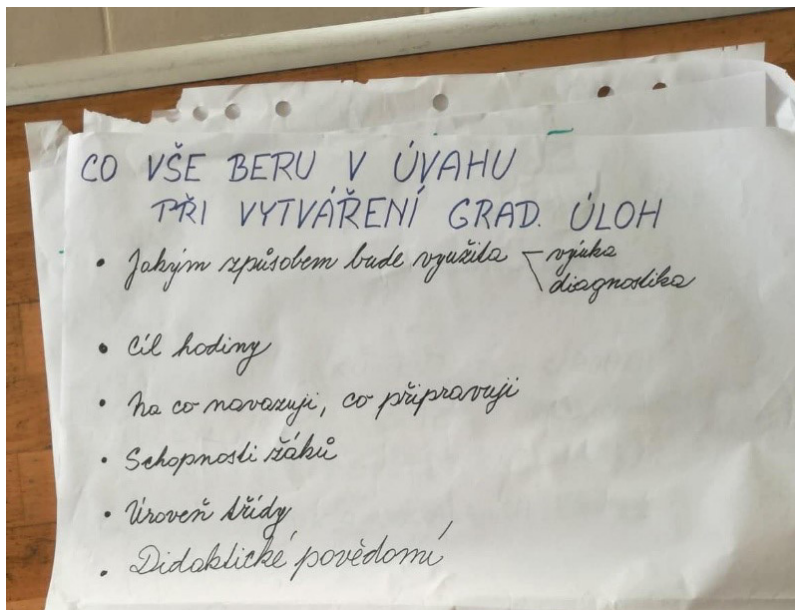 CO VŠE BERU V ÚVAHU
PŘI VYTVÁŘENÍ GRAD. ÚLOH
• Jakým způsobem bude využita - výuka
\ diagnostika
• Cíl hodiny
• Na co navazuji, co připravuji
• Schopnosti žáků
• Úroveň třídy
• Didaktické povědomí